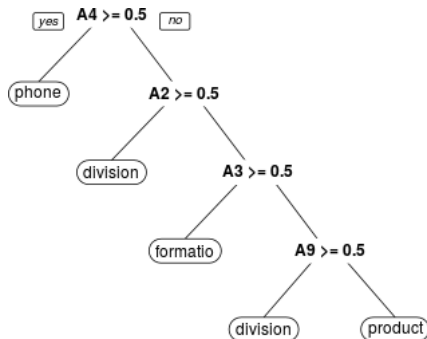 yes A4 >= 0.5 no
phone
A2 >= 0.5
division
A3 >= 0.5
formatio
A9 >= 0.5
division product